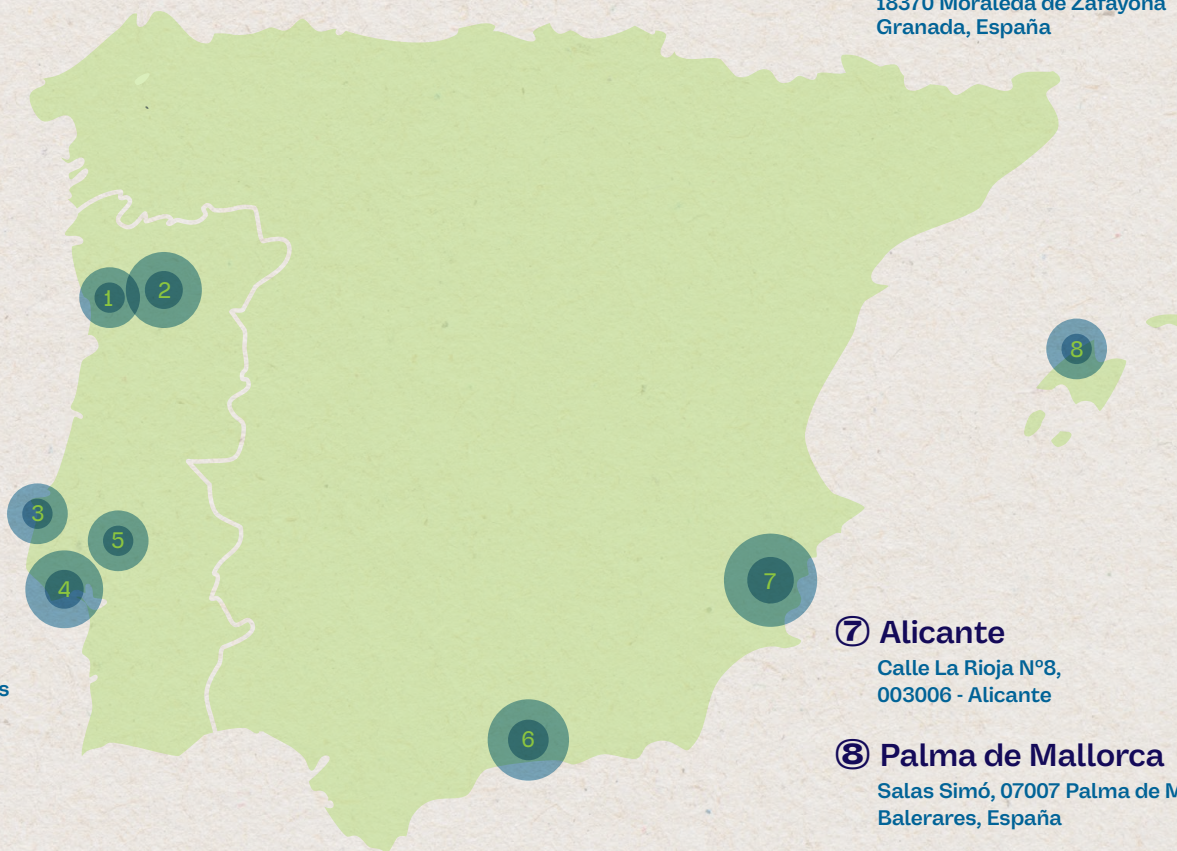 18370 Moraleda de Zafayona
Granada, España
1
2
3
5
4
6
7
8
⑦ Alicante
Calle La Rioja Nº8,
003006 - Alicante
⑧ Palma de Mallorca
Salas Simó, 07007 Palma de M
Balerares, España
s